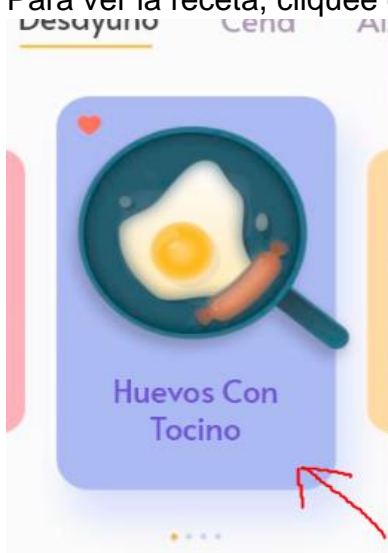 Para ver la receta, cliquee
Desayuno Cena
Huevos Con
Tocino